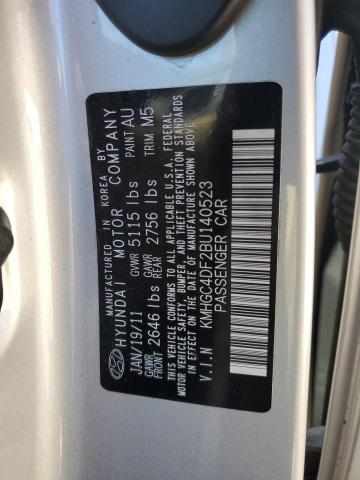 MANUFACTURED IN KOREA BY
HYUNDAI MOTOR COMPANY
JAN/19/11 GVWR 5115 lbs PAINT AU
GAWR FRONT 2646 lbs GAWR REAR 2756 lbs TRIM M5
THIS VEHICLE CONFORMS TO ALL APPLICABLE U.S.A. FEDERAL
MOTOR VEHICLE SAFETY, BUMPER, AND THEFT PREVENTION STANDARDS
IN EFFECT ON THE DATE OF MANUFACTURE SHOWN ABOVE.
V.I.N KMHGC4DF2BU140523
PASSENGER CAR